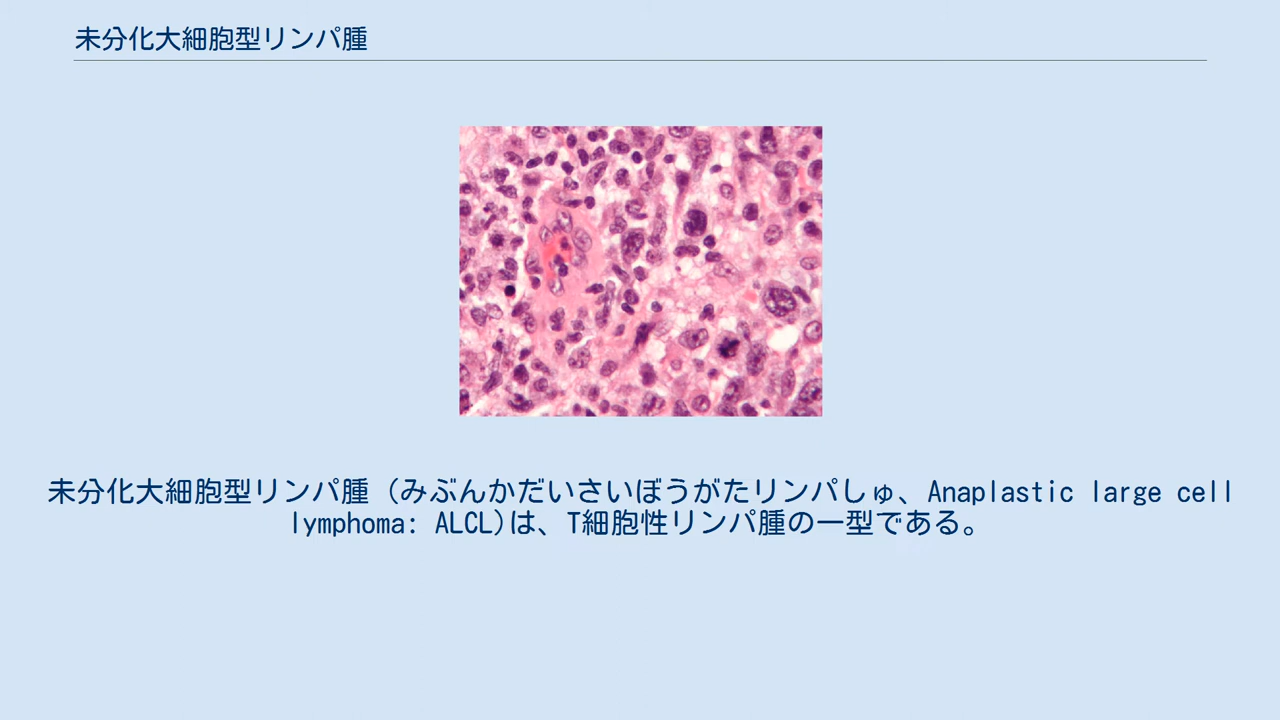 未分化大細胞型リンパ腫
未分化大細胞型リンパ腫（みぶんかだいさいぼうがたリンパしゅ、Anaplastic large cell
lymphoma: ALCL)は、T細胞性リンパ腫の一型である。